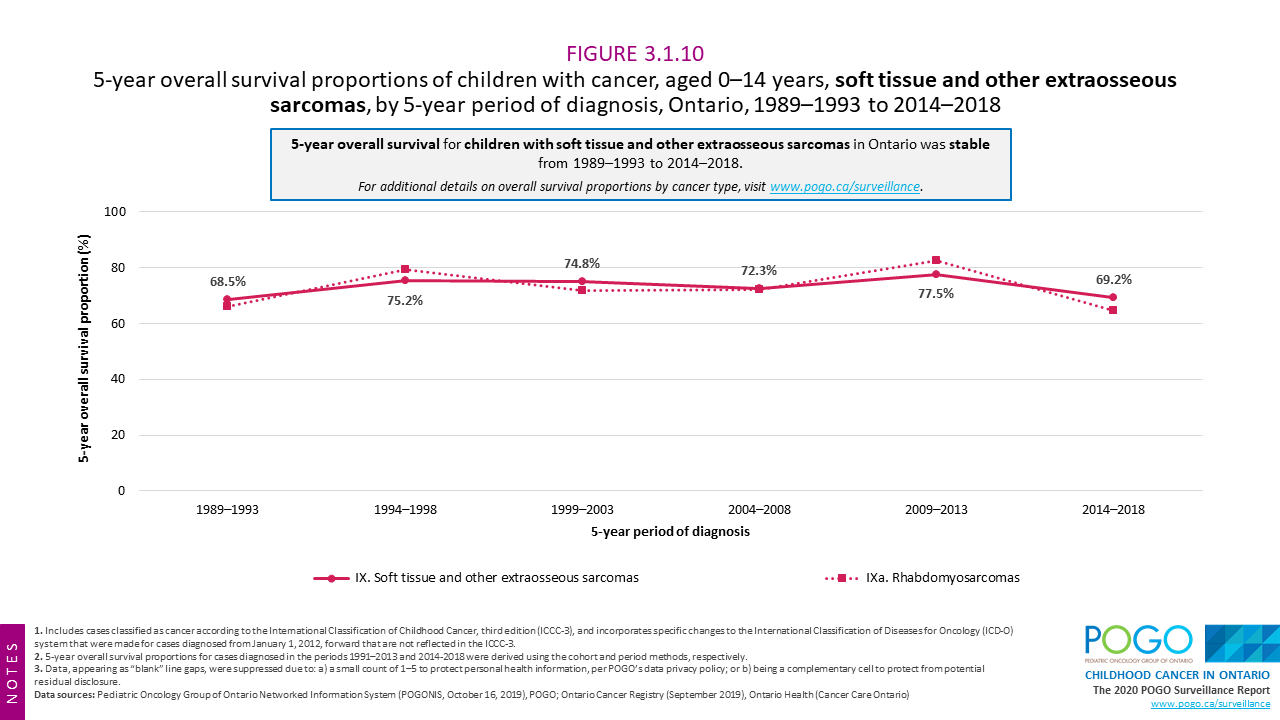 FIGURE 3.1.10
5-year overall survival proportions of children with cancer, aged 0–14 years, soft tissue and other extraosseous
sarcomas, by 5-year period of diagnosis, Ontario, 1989–1993 to 2014–2018
5-year overall survival for children with soft tissue and other extraosseous sarcomas in Ontario was stable
from 1989–1993 to 2014–2018.
For additional details on overall survival proportions by cancer type, visit www.pogo.ca/surveillance.
5-year overall survival proportion (%)
100
80
60
40
20
0
68.5%
75.2%
74.8%
72.3%
77.5%
69.2%
1989–1993
1994–1998
1999–2003
2004–2008
2009–2013
2014–2018
5-year period of diagnosis
IX. Soft tissue and other extraosseous sarcomas
IXa. Rhabdomyosarcomas
NOTES
1. Includes cases classified as cancer according to the International Classification of Childhood Cancer, third edition (ICCC-3), and incorporates specific changes to the International Classification of Diseases for Oncology (ICD-O)
system that were made for cases diagnosed from January 1, 2012, forward that are not reflected in the ICCC-3.
2. 5-year overall survival proportions for cases diagnosed in the periods 1991–2013 and 2014-2018 were derived using the cohort and period methods, respectively.
3. Data, appearing as “blank” line gaps, were suppressed due to: a) a small count of 1–5 to protect personal health information, per POGO’s data privacy policy; or b) being a complementary cell to protect from potential
residual disclosure.
Data sources: Pediatric Oncology Group of Ontario Networked Information System (POGONIS, October 16, 2019), POGO; Ontario Cancer Registry (September 2019), Ontario Health (Cancer Care Ontario)
POGO
PEDIATRIC ONCOLOGY GROUP OF ONTARIO
CHILDHOOD CANCER IN ONTARIO
The 2020 POGO Surveillance Report
www.pogo.ca/surveillance